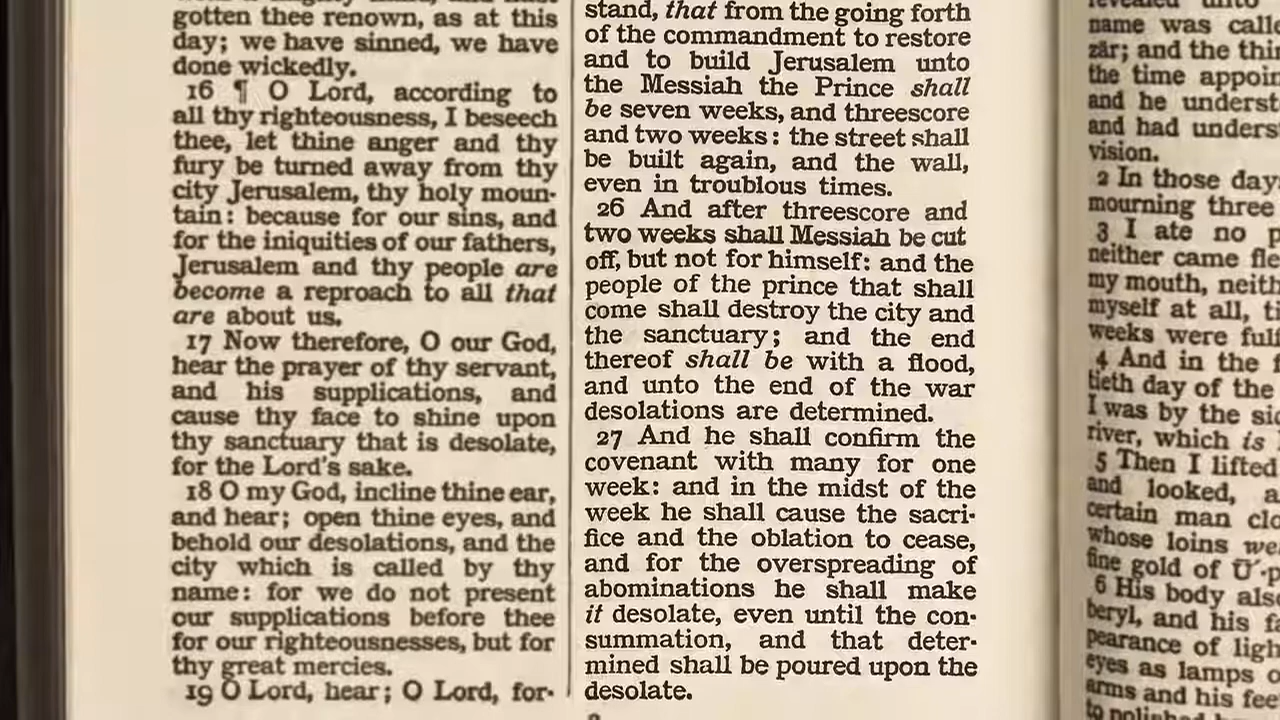 gotten thee renown, as at this
day; we have sinned, we have
done wickedly.
16 ¶ O Lord, according to
all thy righteousness, I beseech
thee, let thine anger and thy
fury be turned away from thy
city Jerusalem, thy holy moun-
tain: because for our sins, and
for the iniquities of our fathers,
Jerusalem and thy people are
become a reproach to all that
are about us.
17 Now therefore, O our God,
hear the prayer of thy servant,
and his supplications, and
cause thy face to shine upon
thy sanctuary that is desolate,
for the Lord's sake.
18 O my God, incline thine ear,
and hear; open thine eyes, and
behold our desolations, and the
city which is called by thy
name: for we do not present
our supplications before thee
for our righteousnesses, but for
thy great mercies.
19 O Lord, hear; O Lord, for-
stand, that from the going forth
of the commandment to restore
and to build Jerusalem unto
the Messiah the Prince shall
be seven weeks, and threescore
and two weeks: the street shall
be built again, and the wall,
even in troublous times.
26 And after threescore and
two weeks shall Messiah be cut
off, but not for himself: and the
people of the prince that shall
come shall destroy the city and
the sanctuary; and the end
thereof shall be with a flood,
and unto the end of the war
desolations are determined.
27 And he shall confirm the
covenant with many for one
week: and in the midst of the
week he shall cause the sacri-
fice and the oblation to cease,
and for the overspreading of
abominations he shall make
it desolate, even until the con-
summation, and that deter-
mined shall be poured upon the
desolate.
name was
zär; and the
the time
and he
and had
vision.
2 In those
mourning three
3 I ate no
neither came
my mouth,
myself at all,
weeks were
4 And in the
tieth day of the
I was by the
river, which is
5 Then I lifted
and looked,
certain man
whose loins
fine gold of
6 His body
beryl, and his
pearance of
eyes as lamps
arms and his
to polished